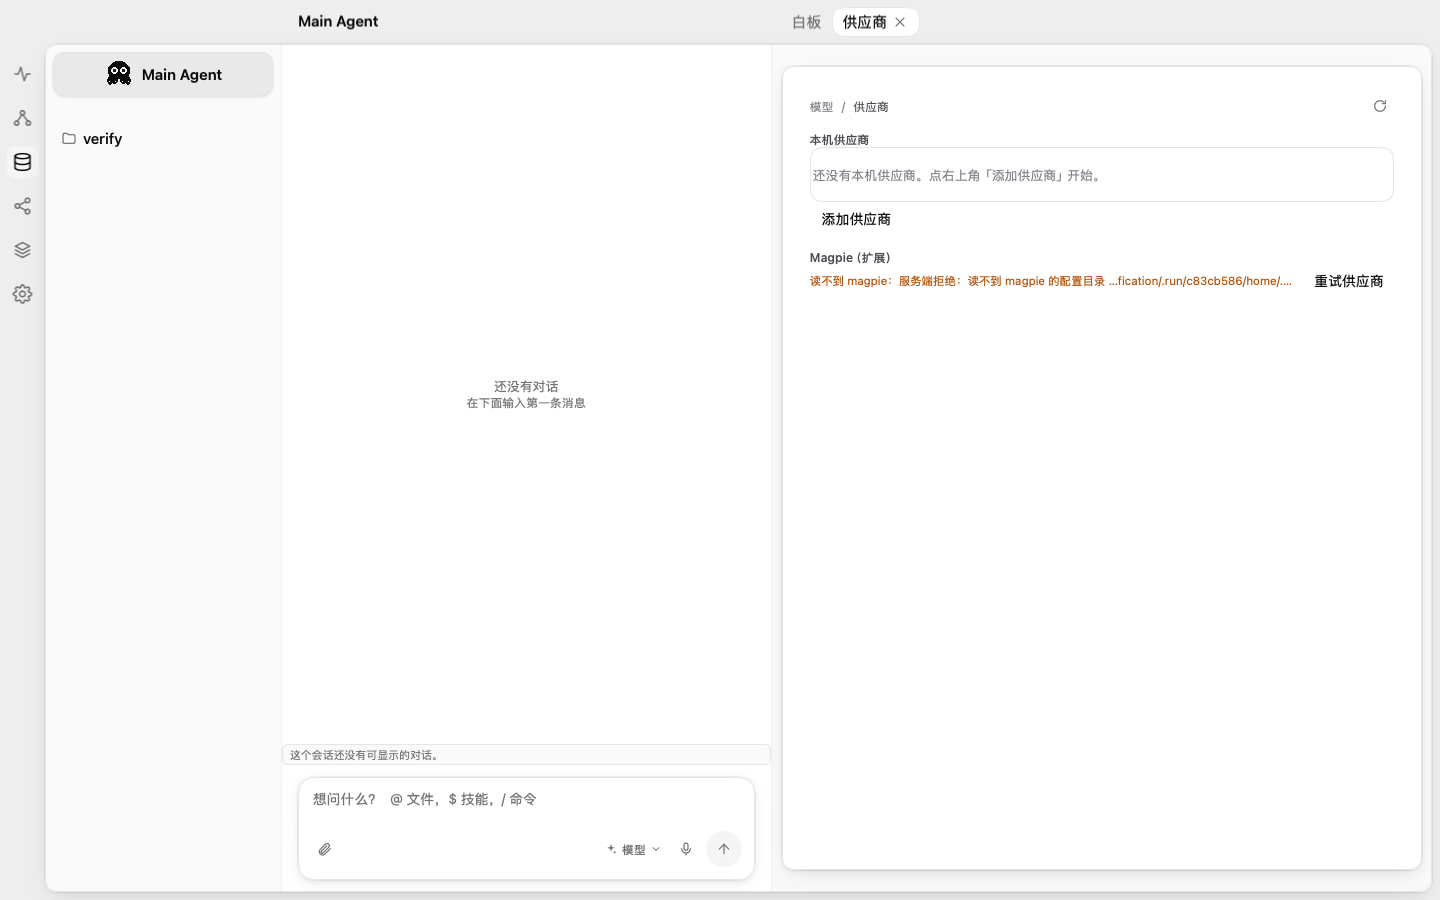 Main Agent
白板
供应商
Main Agent
verify
模型 / 供应商
本机供应商
还没有本机供应商。点右上角「添加供应商」开始。
添加供应商
Magpie (扩展)
读不到 magpie：服务端拒绝：读不到 magpie 的配置目录 ...fication/.run/c83cb586/home/....
重试供应商
还没有对话
在下面输入第一条消息
这个会话还没有可显示的对话。
想问什么？ @ 文件，$ 技能，/ 命令
模型